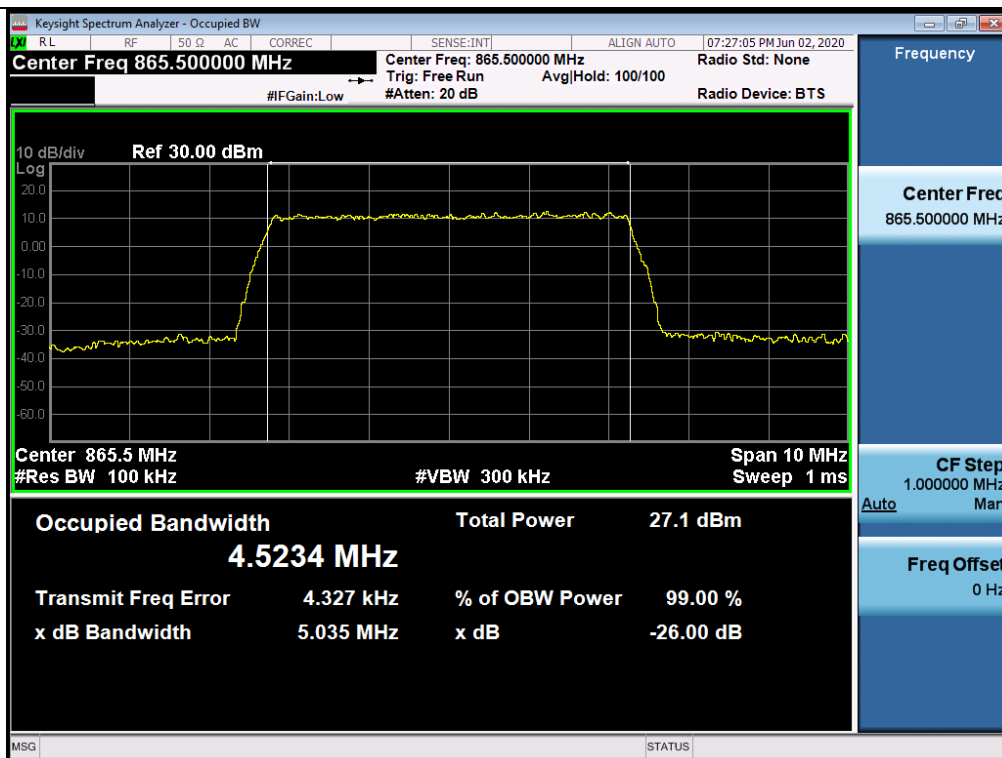 Keysight Spectrum Analyzer - Occupied BW
LXI RL RF 50 Ω AC CORREC SENSE:INT ALIGN AUTO 07:27:05 PM Jun 02, 2020
Center Freq 865.500000 MHz
Center Freq: 865.500000 MHz Radio Std: None
Trig: Free Run Avg|Hold: 100/100
#IFGain:Low #Atten: 20 dB Radio Device: BTS
10 dB/div Ref 30.00 dBm
Log
20.0
10.0
0.00
-10.0
-20.0
-30.0
-40.0
-50.0
-60.0
Center 865.5 MHz Span 10 MHz
#Res BW 100 kHz #VBW 300 kHz Sweep 1 ms
Occupied Bandwidth Total Power 27.1 dBm
4.5234 MHz
Transmit Freq Error 4.327 kHz % of OBW Power 99.00 %
x dB Bandwidth 5.035 MHz x dB -26.00 dB
MSG STATUS
Frequency
Center Freq
865.500000 MHz
CF Step
1.000000 MHz
Auto Man
Freq Offset
0 Hz